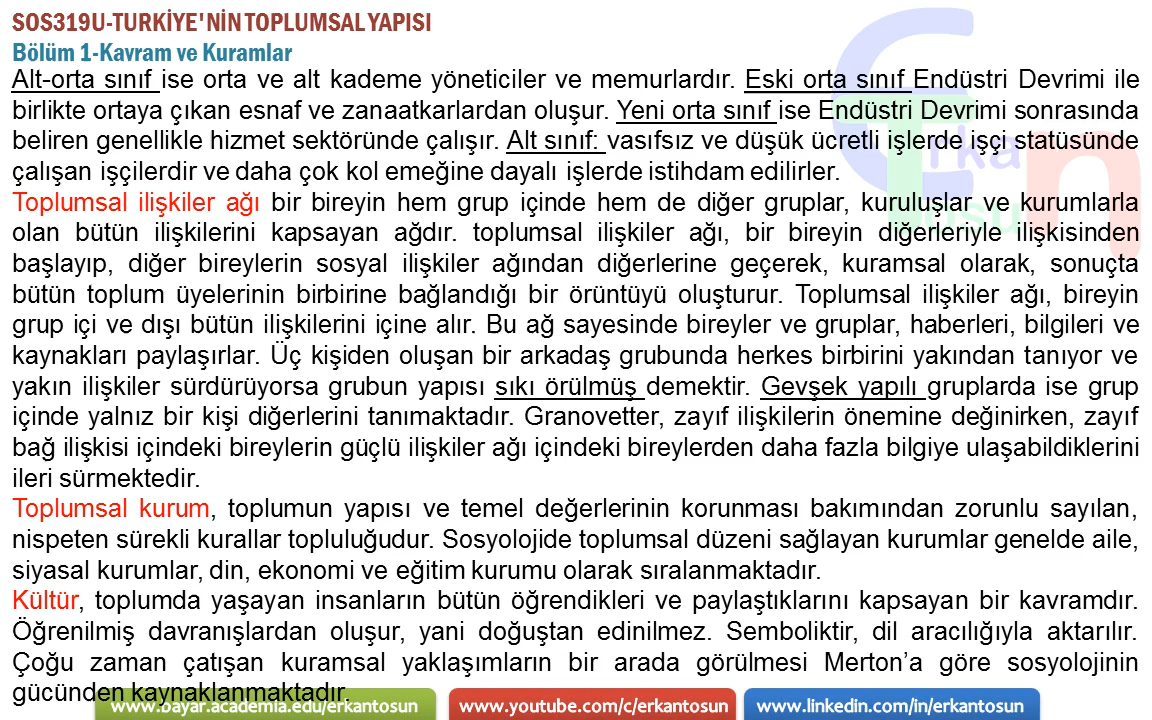 SOS319U-TURKİYE'NİN TOPLUMSAL YAPISI
Bölüm 1-Kavram ve Kuramlar
Alt-orta sınıf ise orta ve alt kademe yöneticiler ve memurlardır. Eski orta sınıf Endüstri Devrimi ile
birlikte ortaya çıkan esnaf ve zanaatkarlardan oluşur. Yeni orta sınıf ise Endüstri Devrimi sonrasında
beliren genellikle hizmet sektöründe çalışır. Alt sınıf: vasıfsız ve düşük ücretli işlerde işçi statüsünde
çalışan işçilerdir ve daha çok kol emeğine dayalı işlerde istihdam edilirler.
Toplumsal ilişkiler ağı bir bireyin hem grup içinde hem de diğer gruplar, kuruluşlar ve kurumlarla
olan bütün ilişkilerini kapsayan ağdır. toplumsal ilişkiler ağı, bir bireyin diğerleriyle ilişkisinden
başlayıp, diğer bireylerin sosyal ilişkiler ağından diğerlerine geçerek, kuramsal olarak, sonuçta
bütün toplum üyelerinin birbirine bağlandığı bir örüntüyü oluşturur. Toplumsal ilişkiler ağı, bireyin
grup içi ve dışı bütün ilişkilerini içine alır. Bu ağ sayesinde bireyler ve gruplar, haberleri, bilgileri ve
kaynakları paylaşırlar. Üç kişiden oluşan bir arkadaş grubunda herkes birbirini yakından tanıyor ve
yakın ilişkiler sürdürüyorsa grubun yapısı sıkı örülmüş demektir. Gevşek yapılı gruplarda ise grup
içinde yalnız bir kişi diğerlerini tanımaktadır. Granovetter, zayıf ilişkilerin önemine değinirken, zayıf
bağ ilişkisi içindeki bireylerin güçlü ilişkiler ağı içindeki bireylerden daha fazla bilgiye ulaşabildiklerini
ileri sürmektedir.
Toplumsal kurum, toplumun yapısı ve temel değerlerinin korunması bakımından zorunlu sayılan,
nispeten sürekli kurallar topluluğudur. Sosyolojide toplumsal düzeni sağlayan kurumlar genelde aile,
siyasal kurumlar, din, ekonomi ve eğitim kurumu olarak sıralanmaktadır.
Kültür, toplumda yaşayan insanların bütün öğrendikleri ve paylaştıklarını kapsayan bir kavramdır.
Öğrenilmiş davranışlardan oluşur, yani doğuştan edinilmez. Semboliktir, dil aracılığıyla aktarılır.
Çoğu zaman çatışan kuramsal yaklaşımların bir arada görülmesi Merton’a göre sosyolojinin
gücünden kaynaklanmaktadır.
www.bayar.academia.edu/erkantosun www.youtube.com/c/erkantosun www.linkedin.com/in/erkantosun